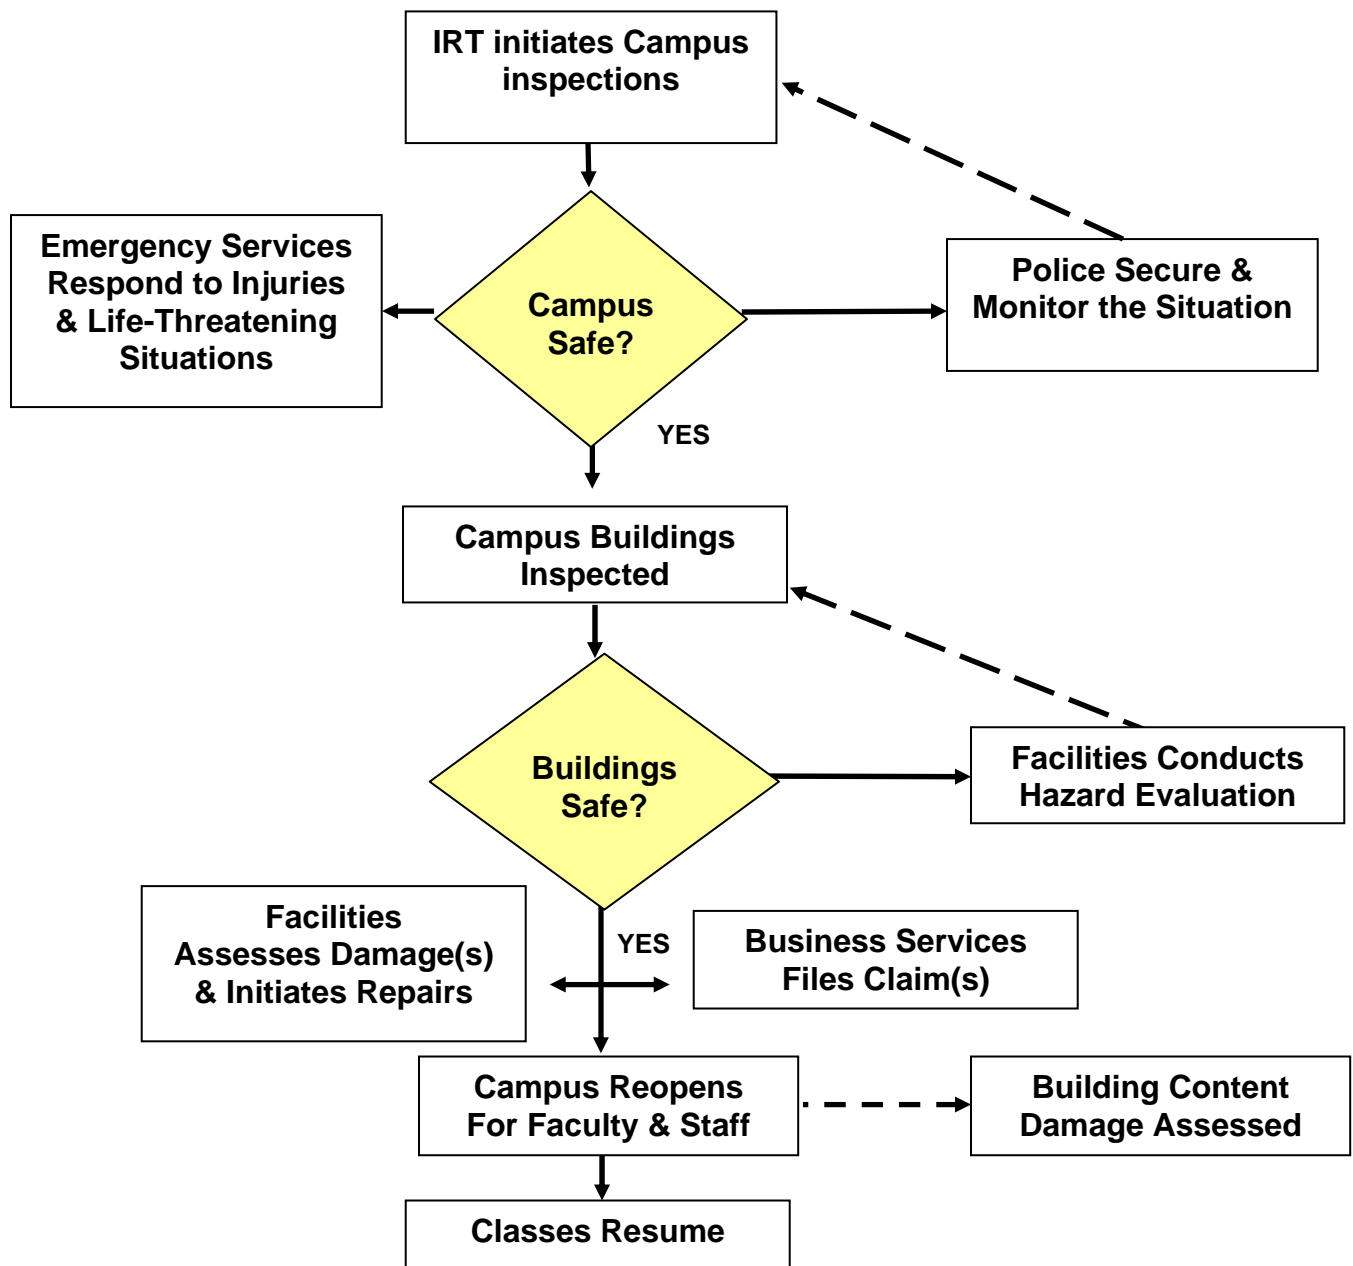 IRT initiates Campus
inspections
Emergency Services
Respond to Injuries
& Life-Threatening
Situations
Campus
Safe?
Police Secure &
Monitor the Situation
YES
Campus Buildings
Inspected
Buildings
Safe?
Facilities Conducts
Hazard Evaluation
Facilities
Assesses Damage(s)
& Initiates Repairs
YES
Business Services
Files Claim(s)
Campus Reopens
For Faculty & Staff
Building Content
Damage Assessed
Classes Resume